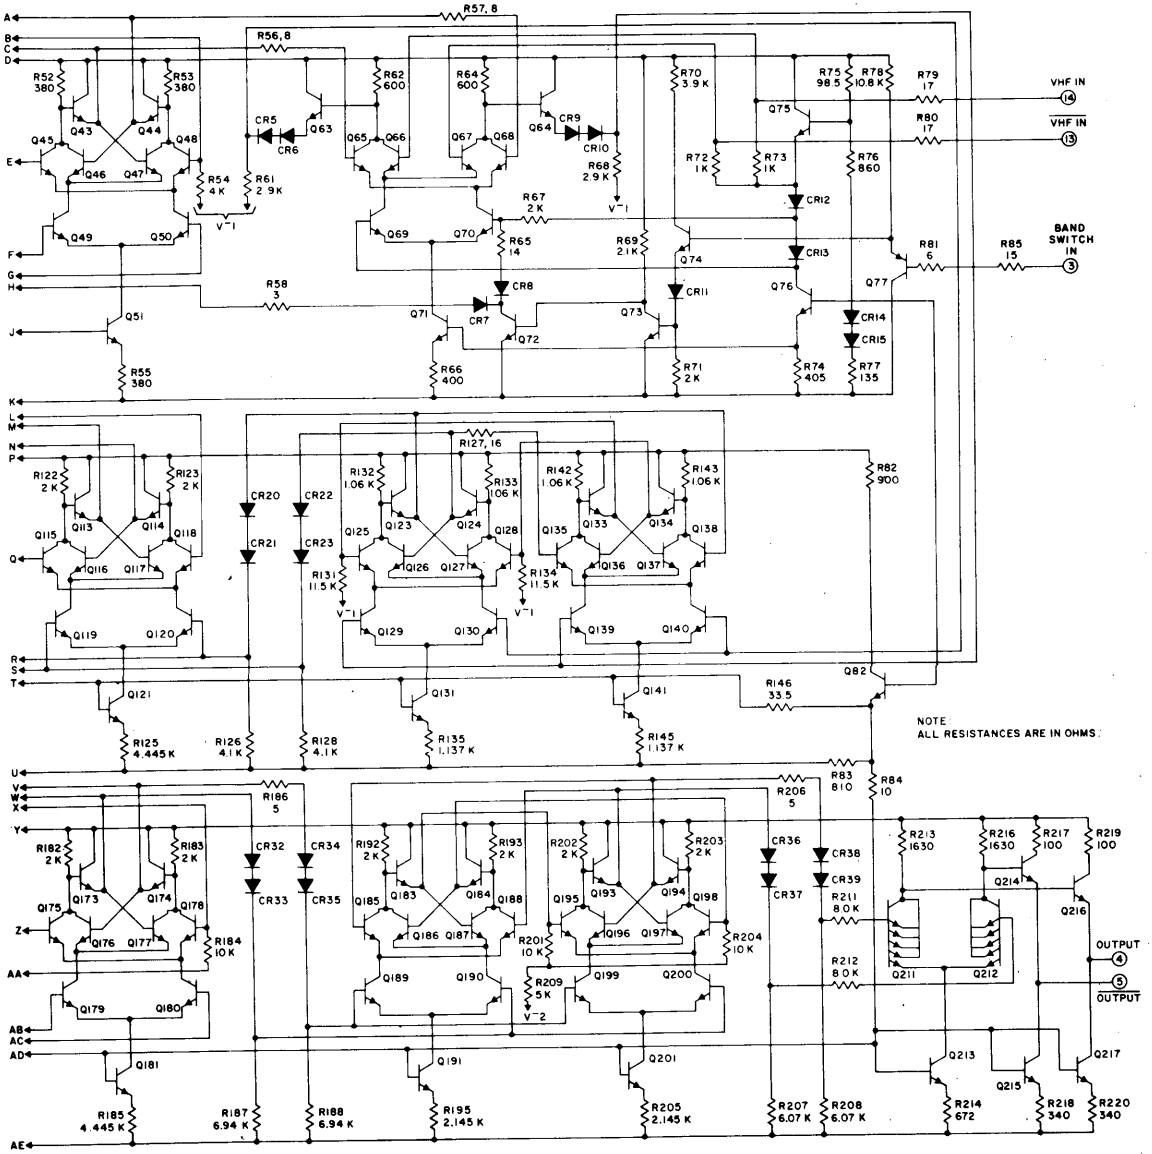 A
R57, 8
B
C
R56, 8
D
R52
380
R53
380
R62
600
R64
600
R70
3.9 K
R75
98.5
R78
10.8 K
R79
17
VHF IN
14
Q43
Q44
CR5
CR6
Q63
Q64
CR9
CR10
Q75
R80
17
VHF IN
13
Q45
Q46
Q47
Q48
Q65
Q66
Q67
Q68
E
R54
4 K
R61
2.9 K
R68
2.9 K
R72
1 K
R73
1 K
R76
860
V-1
V-1
CR12
Q49
Q50
Q69
Q70
R67
2 K
R65
14
R69
2.1 K
Q74
CR13
Q76
Q77
R81
6
R85
15
BAND
SWITCH
IN
3
F
G
H
R58
3
CR7
CR8
CR11
J
Q51
Q71
Q72
Q73
CR14
CR15
R55
380
R66
400
R71
2 K
R74
405
R77
135
K
L
M
N
P
R127, 16
R122
2 K
R123
2 K
R132
1.06 K
R133
1.06 K
R142
1.06 K
R143
1.06 K
R82
900
CR20
CR22
Q113
Q114
Q123
Q124
Q133
Q134
Q115
Q116
Q117
Q118
CR21
CR23
Q125
Q126
Q127
Q128
Q135
Q136
Q137
Q138
Q
R131
11.5 K
R134
11.5 K
V-1
V-1
Q119
Q120
Q129
Q130
Q139
Q140
R
S
T
Q82
Q121
Q131
Q141
R146
33.5
NOTE:
ALL RESISTANCES ARE IN OHMS.
R125
4.445 K
R126
4.1 K
R128
4.1 K
R135
1.137 K
R145
1.137 K
U
R83
810
R84
10
V
W
X
R186
5
R206
5
Y
R182
2 K
R183
2 K
CR32
CR34
R192
2 K
R193
2 K
R202
2 K
R203
2 K
CR36
CR38
R213
1630
R216
1630
R217
100
R219
100
Q173
Q174
CR33
CR35
Q183
Q184
Q193
Q194
CR37
CR39
Q214
Q216
Q175
Q176
Q177
Q178
Q185
Q186
Q187
Q188
Q195
Q196
Q197
Q198
R211
8.0 K
Z
R184
10 K
R201
10 K
R204
10 K
R212
8.0 K
Q211
Q212
OUTPUT
4
5
OUTPUT
AA
Q179
Q180
Q189
Q190
R209
5 K
V-2
Q199
Q200
AB
AC
AD
Q181
Q191
Q201
Q213
Q215
Q217
R185
4.445 K
R187
6.94 K
R188
6.94 K
R195
2.145 K
R205
2.145 K
R207
6.07 K
R208
6.07 K
R214
672
R218
340
R220
340
AE